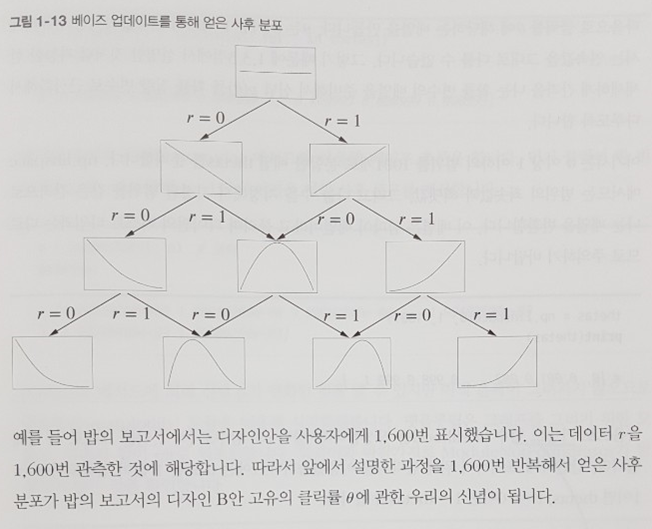 그림 1-13 베이즈 업데이트를 통해 얻은 사후 분포
r = 0 r = 1
r = 0 r = 1 r = 0 r = 1
r = 0 r = 1 r = 0 r = 1 r = 0 r = 1
예를 들어 밥의 보고서에서는 디자인안을 사용자에게 1,600번 표시했습니다. 이는 데이터 r을
1,600번 관측한 것에 해당합니다. 따라서 앞에서 설명한 과정을 1,600번 반복해서 얻은 사후
분포가 밥의 보고서의 디자인 B안 고유의 클릭률 θ에 관한 우리의 신념이 됩니다.